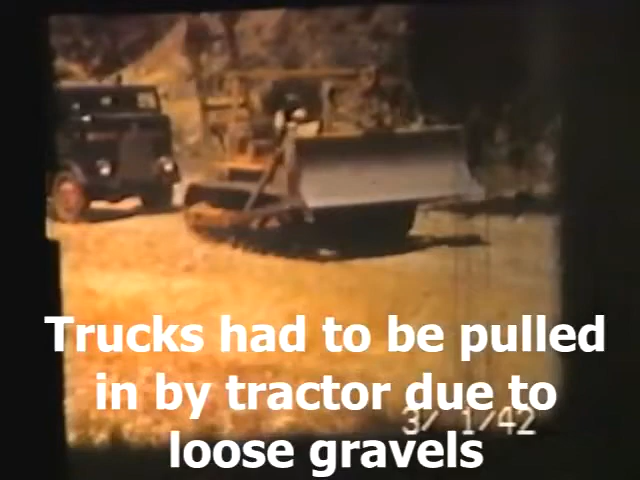 Trucks had to be pulled
in by tractor due to
3/ 1/42
loose gravels